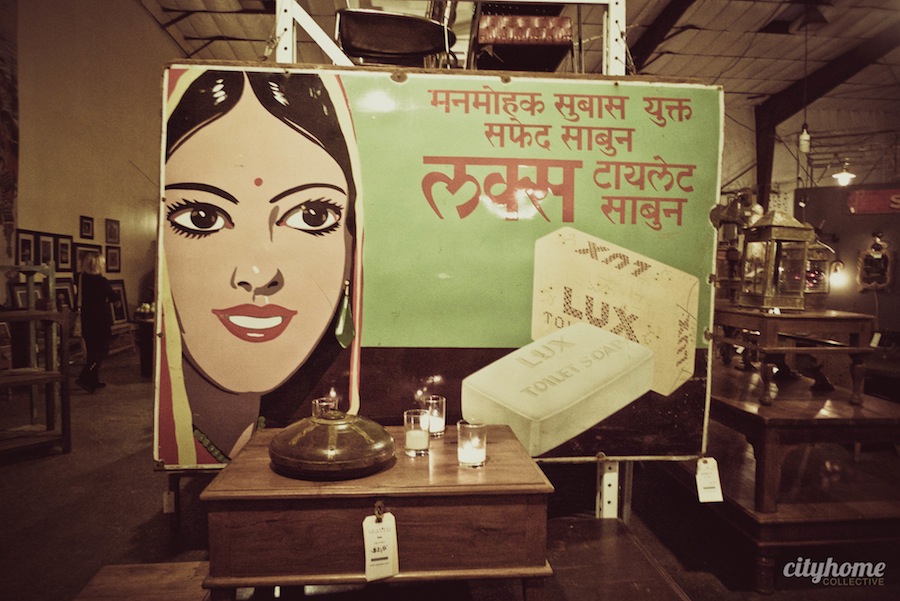 मनमोहक सुबास युक्त
सफेद साबुन
लक्स टायलेट
साबुन
LUX
LUX
TOILET SOAP
cityhome
COLLECTIVE